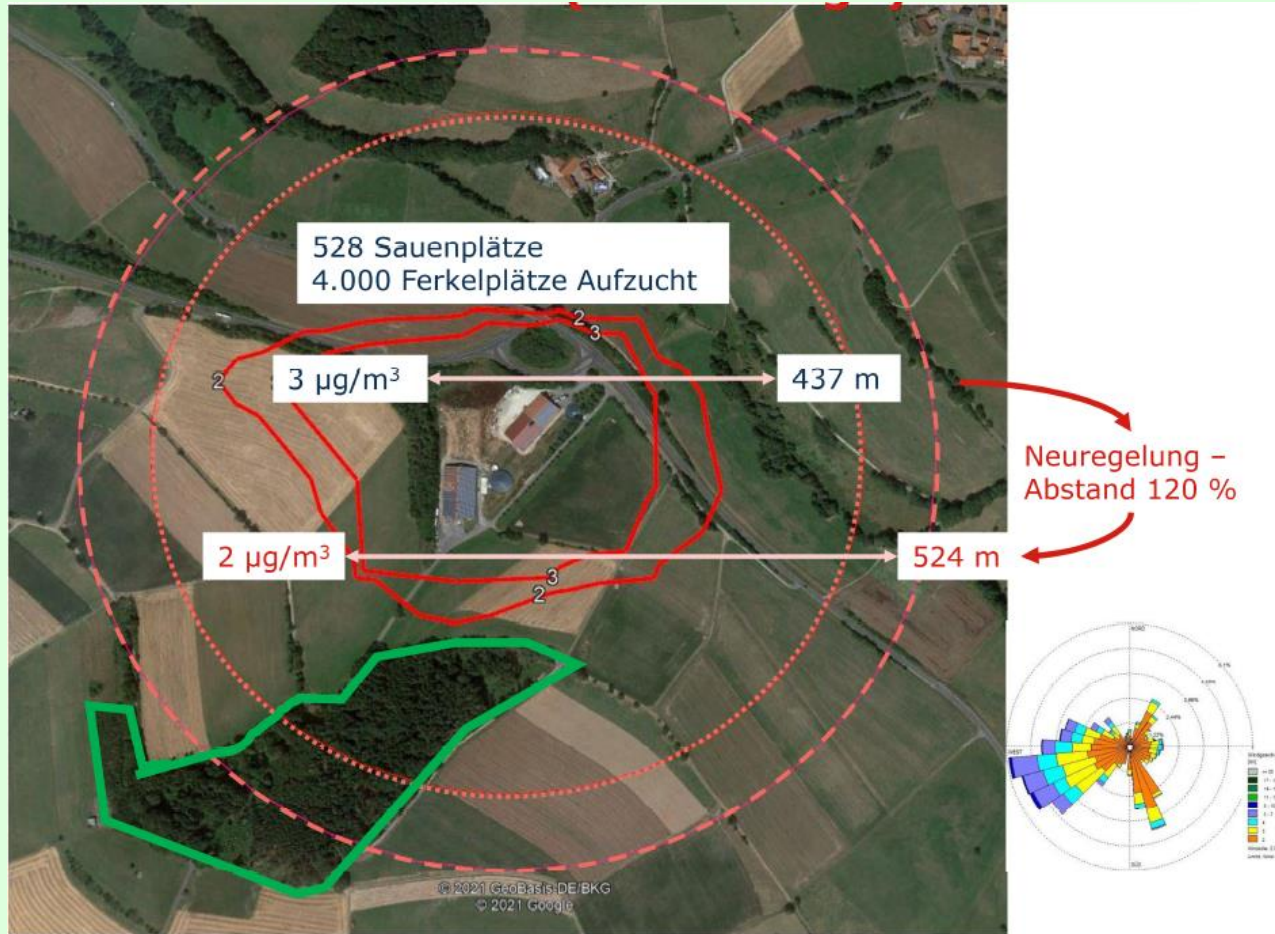 528 Sauenplätze
4.000 Ferkelplätze Aufzucht
2
3
2
3 µg/m³
437 m
Neuregelung –
Abstand 120 %
2 µg/m³
524 m
3
2
NORD
WEST
SÜD
© 2021 GeoBasis-DE/BKG
© 2021 Google